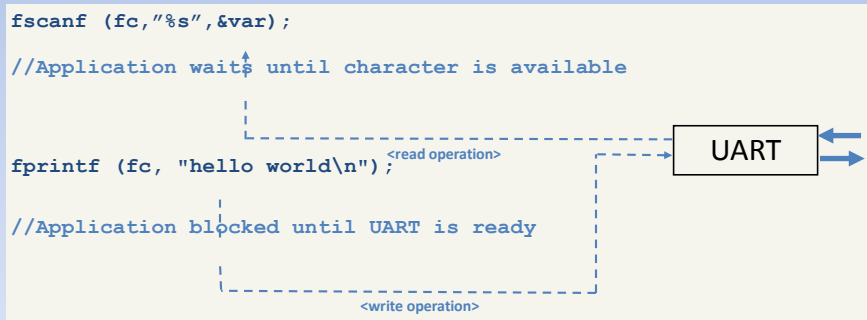 fscanf (fc,”%s”,&var);
//Application waits until character is available
<read operation>
UART
fprintf (fc, "hello world\n");
//Application blocked until UART is ready
<write operation>